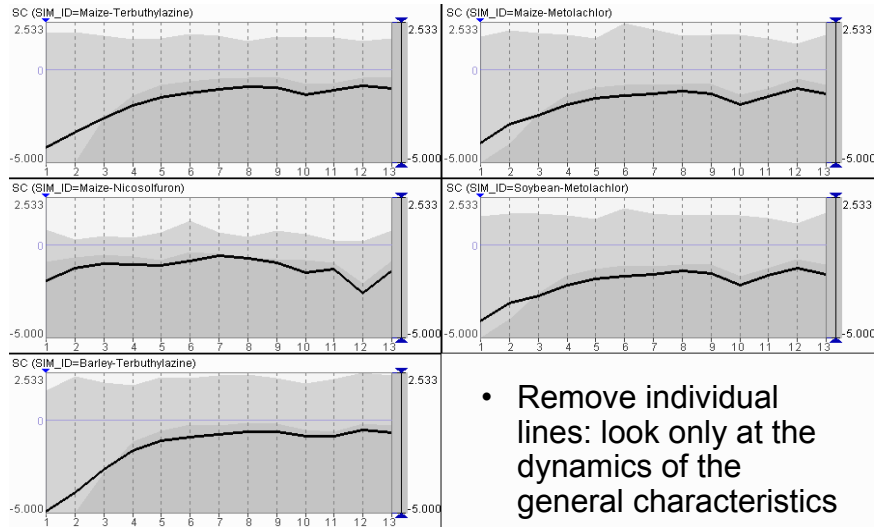 SC (SIM_ID=Maize-Terbuthylazine)
2.533
2.533
0
-5.000
-5.000
1 2 3 4 5 6 7 8 9 10 11 12 13
SC (SIM_ID=Maize-Metolachlor)
2.533
2.533
0
-5.000
-5.000
1 2 3 4 5 6 7 8 9 10 11 12 13
SC (SIM_ID=Maize-Nicosolfuron)
2.533
2.533
0
-5.000
-5.000
1 2 3 4 5 6 7 8 9 10 11 12 13
SC (SIM_ID=Soybean-Metolachlor)
2.533
2.533
0
-5.000
-5.000
1 2 3 4 5 6 7 8 9 10 11 12 13
SC (SIM_ID=Barley-Terbuthylazine)
2.533
2.533
0
-5.000
-5.000
1 2 3 4 5 6 7 8 9 10 11 12 13
• Remove individual
lines: look only at the
dynamics of the
general characteristics